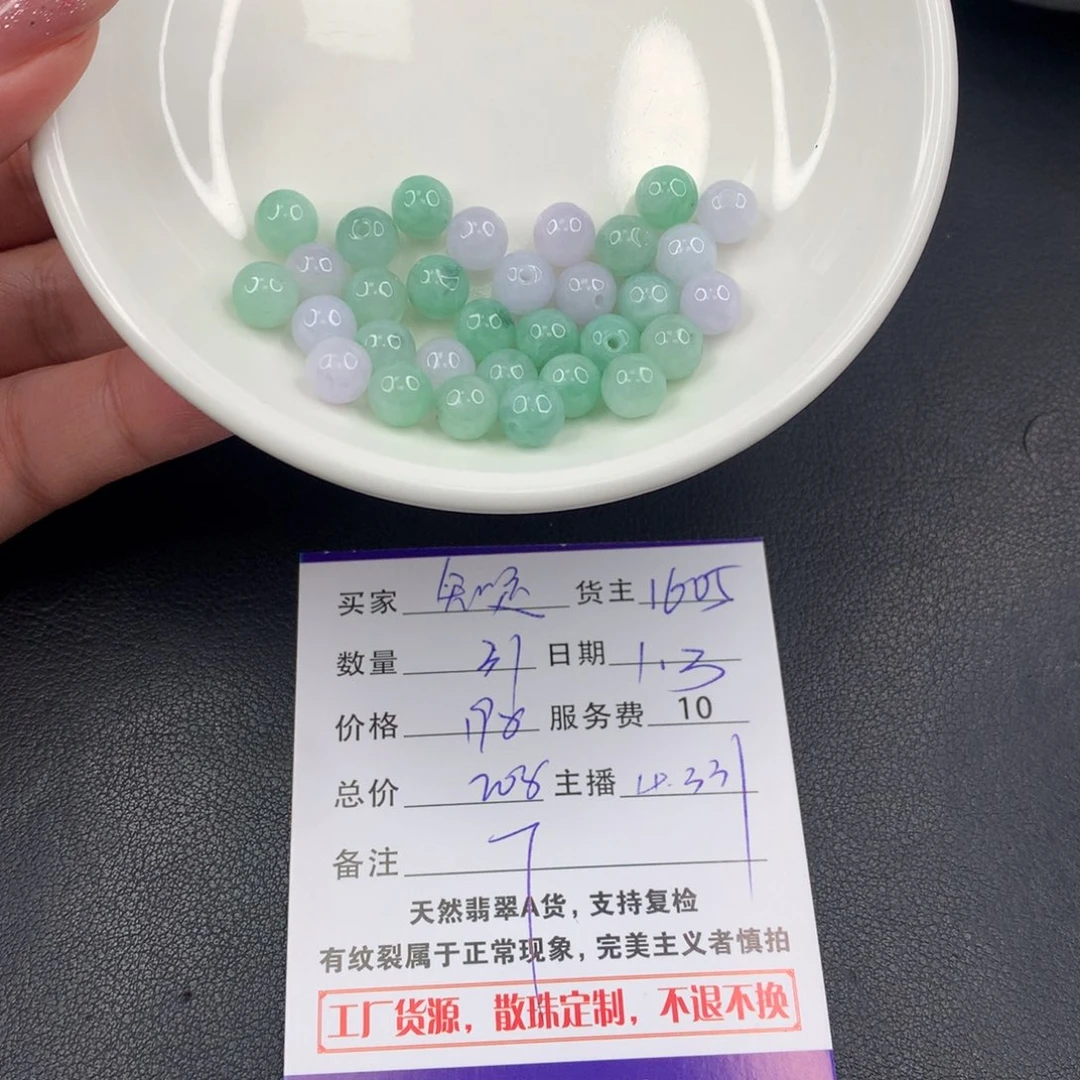 买家 货主 1605
数量 31 日期 1.3
价格 198 服务费 10
总价 208 主播
备注
天然翡翠A货，支持复检
有纹裂属于正常现象，完美主义者慎拍
工厂货源，散珠定制，不退不换